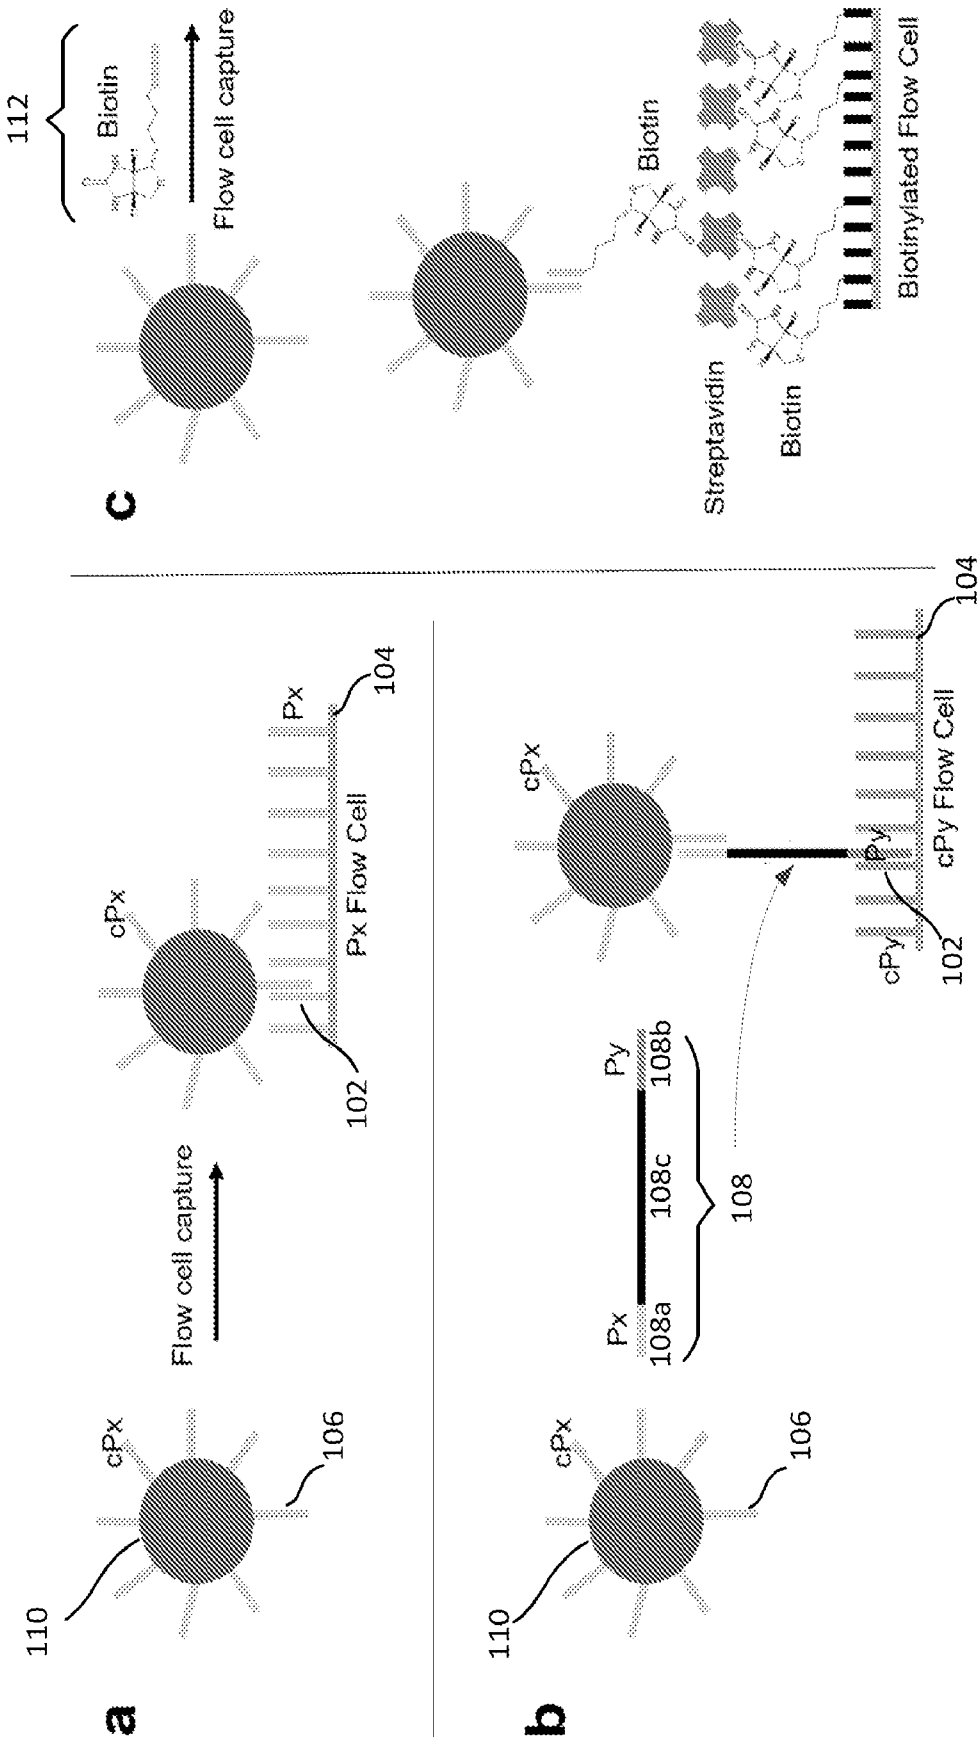 a
110
cPx
106
Flow cell capture
cPx
102
Px
104
Px Flow Cell
b
110
cPx
106
Px
Py
108a
108c
108b
108
cPx
cPy
Py
102
104
cPy Flow Cell
c
112
Biotin
Flow cell capture
Biotin
Streptavidin
Biotin
Biotinylated Flow Cell